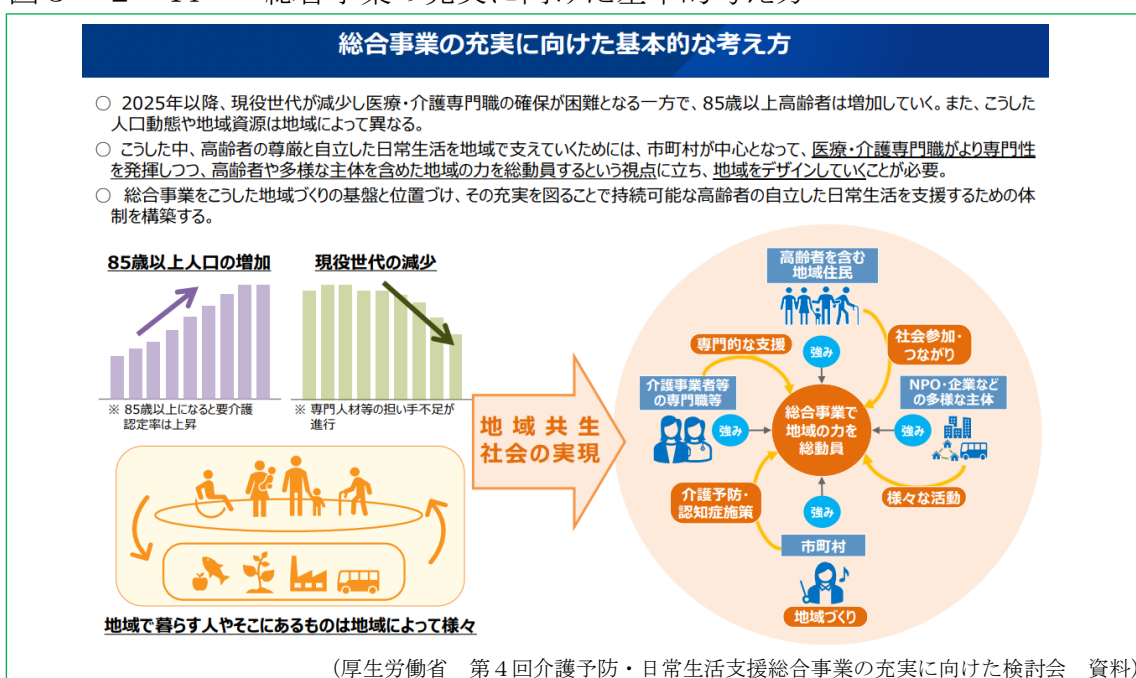 総合事業の充実に向けた基本的な考え方
○ 2025年以降、現役世代が減少し医療・介護専門職の確保が困難となる一方で、85歳以上高齢者は増加していく。また、こうした
人口動態や地域資源は地域によって異なる。
○ こうした中、高齢者の尊厳と自立した日常生活を地域で支えていくためには、市町村が中心となって、医療・介護専門職がより専門性
を発揮しつつ、高齢者や多様な主体を含めた地域の力を総動員するという視点に立ち、地域をデザインしていくことが必要。
○ 総合事業をこうした地域づくりの基盤と位置づけ、その充実を図ることで持続可能な高齢者の自立した日常生活を支援するための体
制を構築する。
85歳以上人口の増加
現役世代の減少
※ 85歳以上になると要介護
認定率は上昇
※ 専門人材等の担い手不足が
進行
地域で暮らす人やそこにあるものは地域によって様々
地域共生
社会の実現
高齢者を含む
地域住民
強み
社会参加・
つながり
専門的な支援
介護事業者等
の専門職等
強み
総合事業で
地域の力を
総動員
強み
NPO・企業など
の多様な主体
様々な活動
介護予防・
認知症施策
強み
市町村
地域づくり
(厚生労働省 第4回介護予防・日常生活支援総合事業の充実に向けた検討会 資料)